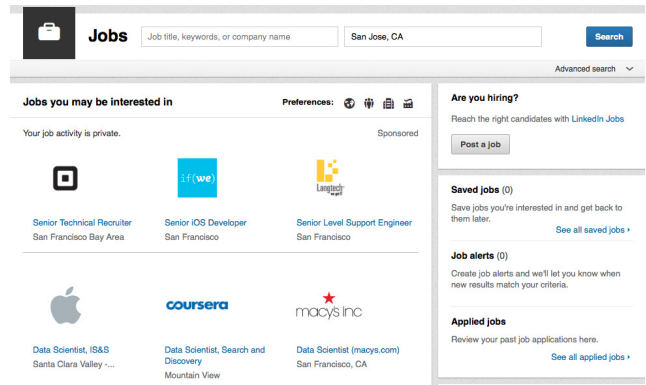 Jobs
Job title, keywords, or company name
San Jose, CA
Search
Advanced search
Jobs you may be interested in
Preferences:
Your job activity is private.
Sponsored
if(we)
Langtech
Senior Technical Recruiter
San Francisco Bay Area
Senior iOS Developer
San Francisco
Senior Level Support Engineer
San Francisco
coursera
macy's inc
Data Scientist, IS&S
Santa Clara Valley -...
Data Scientist, Search and
Discovery
Mountain View
Data Scientist (macys.com)
San Francisco, CA
Are you hiring?
Reach the right candidates with LinkedIn Jobs
Post a job
Saved jobs (0)
Save jobs you're interested in and get back to
them later.
See all saved jobs ›
Job alerts (0)
Create job alerts and we'll let you know when
new results match your criteria.
Applied jobs
Review your past job applications here.
See all applied jobs ›